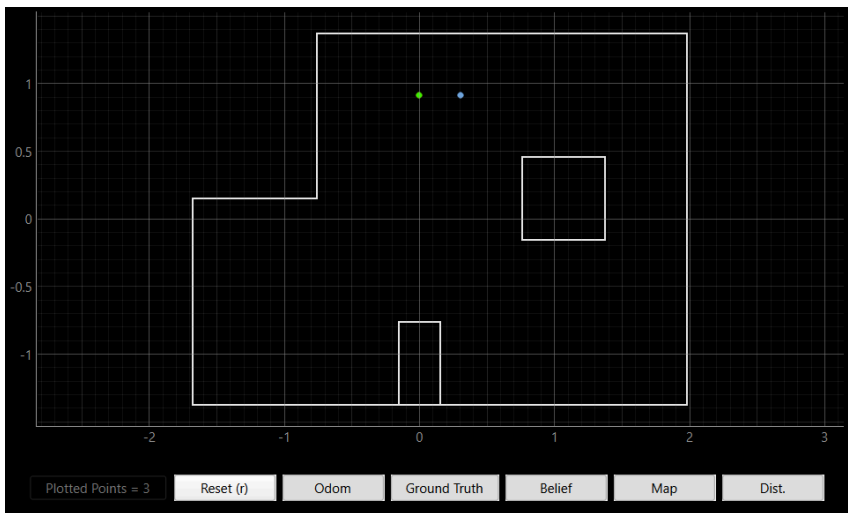 1
0.5
0
-0.5
-1
-2 -1 0 1 2 3
Plotted Points = 3 Reset (r) Odom Ground Truth Belief Map Dist.